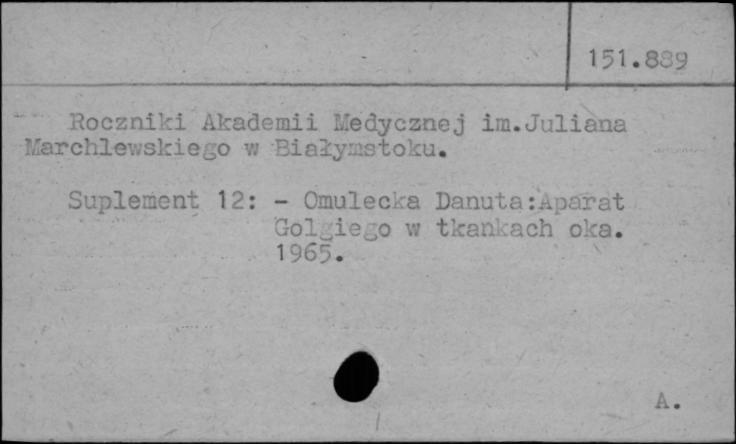 151.889
Roczniki Akademii Medycznej im.Juliana
Marchlewskiego w Białymstoku.
Suplement 12: - Omulecka Danuta:Aparat
Golgiego w tkankach oka.
1965.
A.